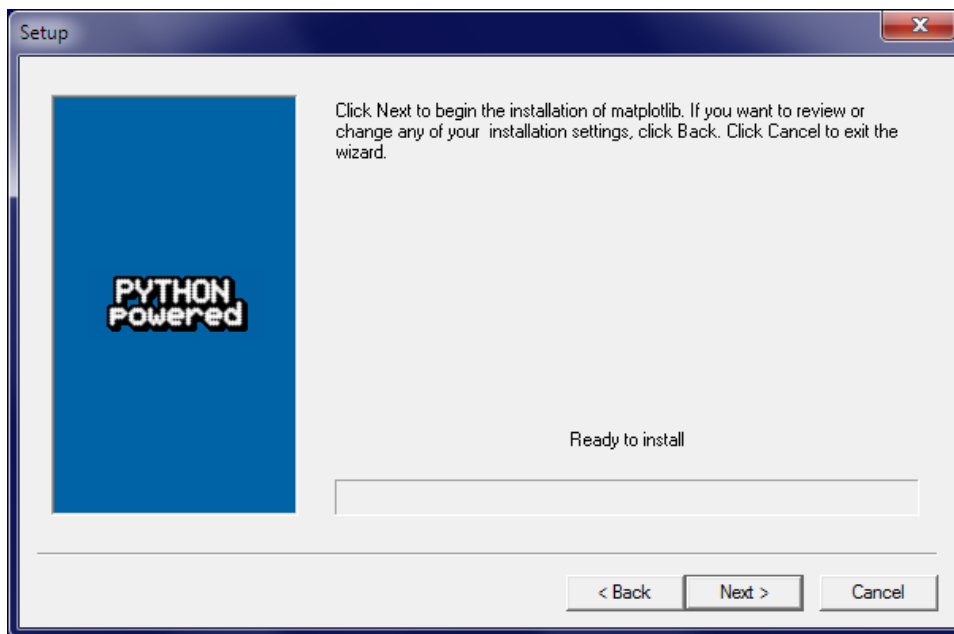 Setup
Click Next to begin the installation of matplotlib. If you want to review or
change any of your installation settings, click Back. Click Cancel to exit the
wizard.
PYTHON
powered
Ready to install
< Back
Next >
Cancel